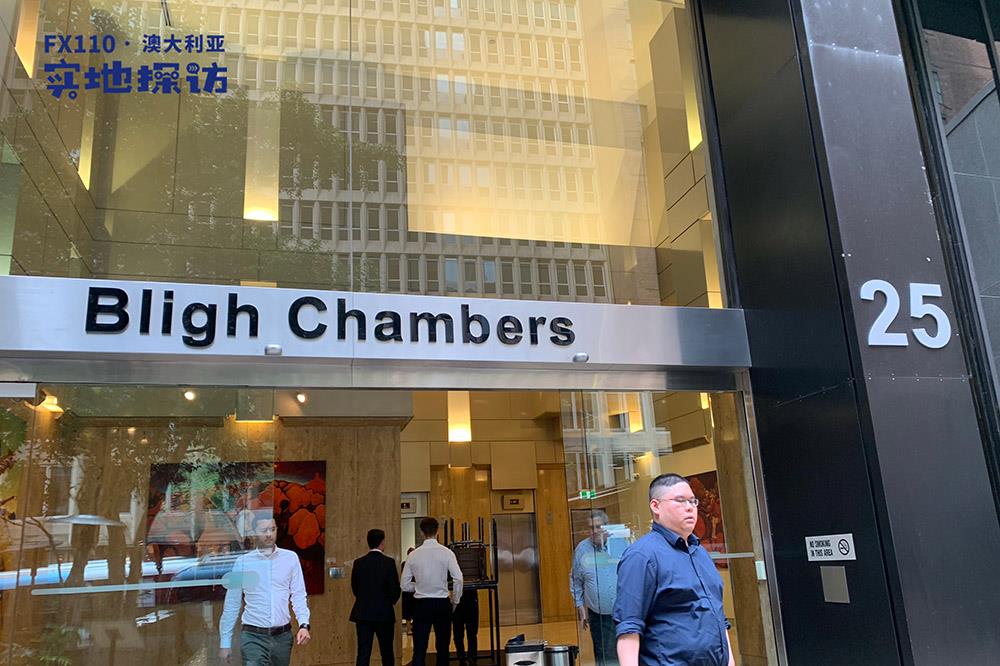 FX110 · 澳大利亚
实地探访
Bligh Chambers
25
NO SMOKING
IN THIS AREA